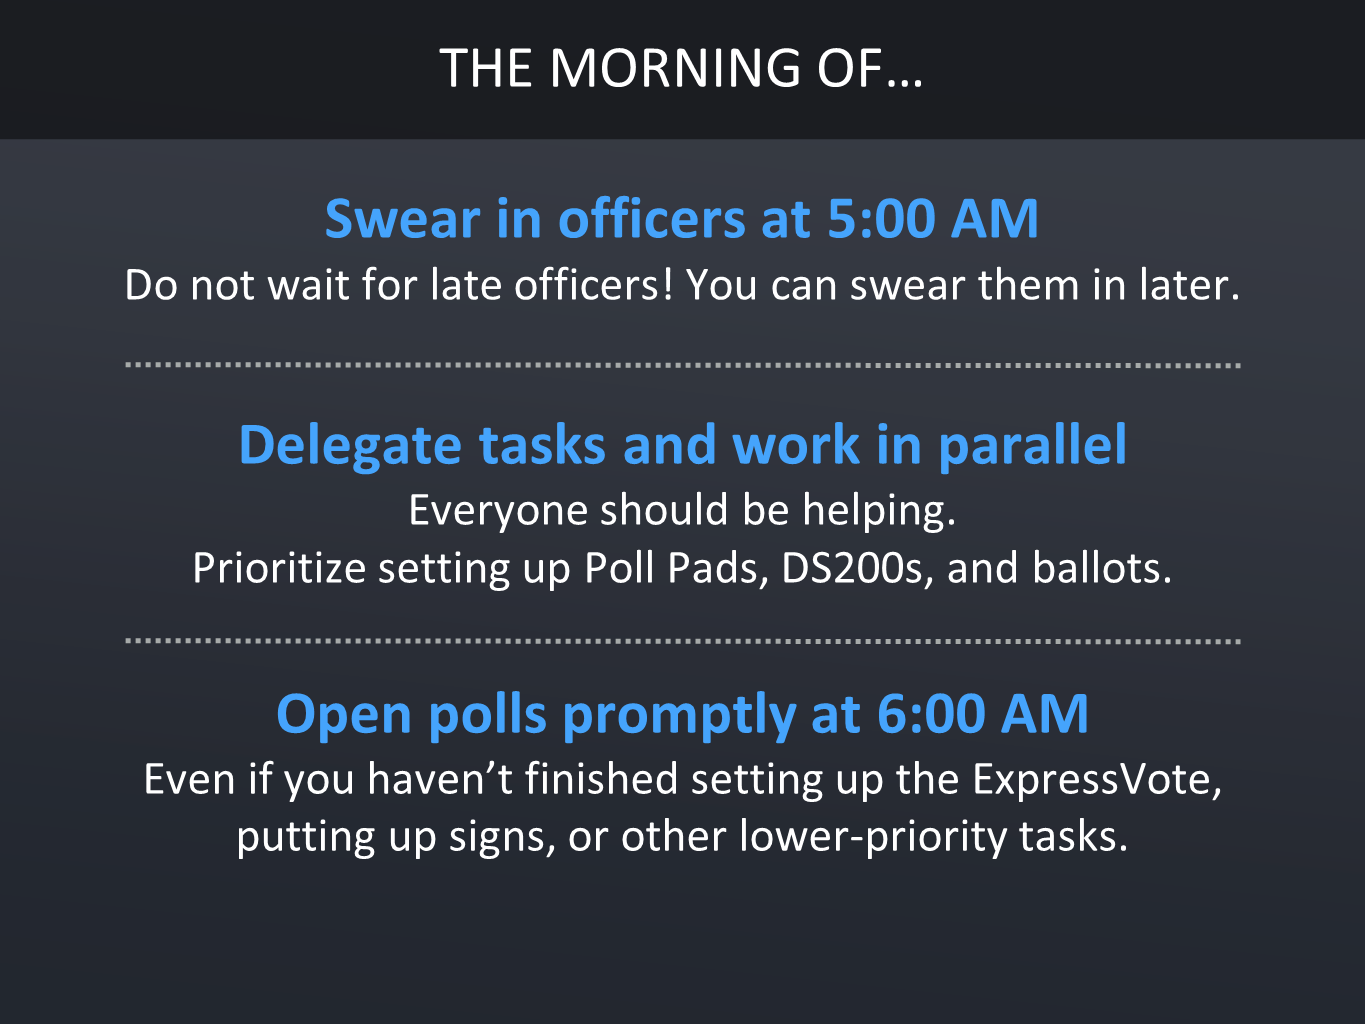 THE MORNING OF…
Swear in officers at 5:00 AM
Do not wait for late officers! You can swear them in later.
Delegate tasks and work in parallel
Everyone should be helping.
Prioritize setting up Poll Pads, DS200s, and ballots.
Open polls promptly at 6:00 AM
Even if you haven’t finished setting up the ExpressVote,
putting up signs, or other lower-priority tasks.